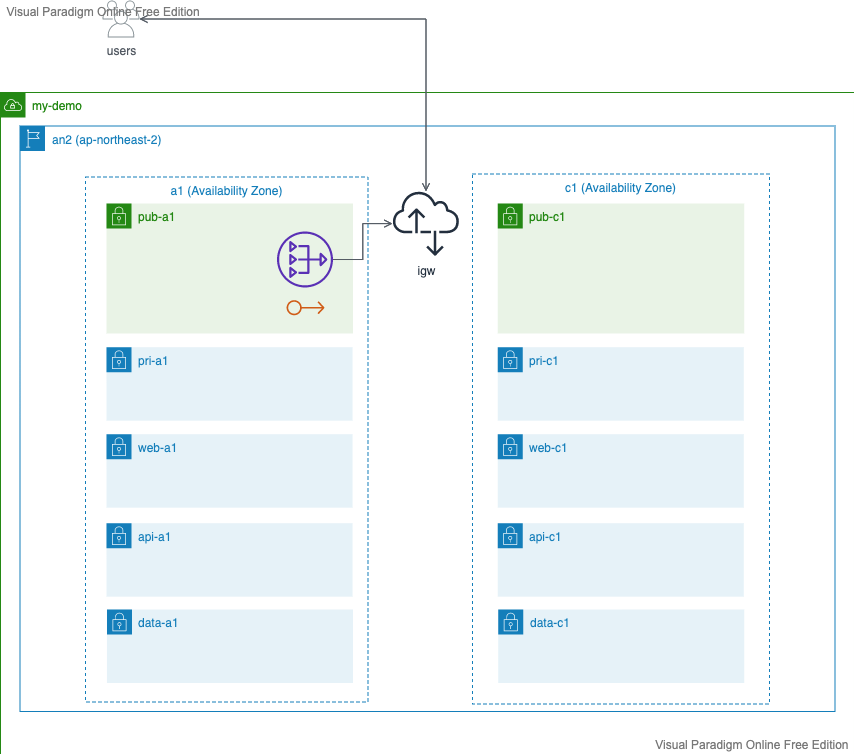 Visual Paradigm Online Free Edition
users
my-demo
an2 (ap-northeast-2)
a1 (Availability Zone)
pub-a1
pri-a1
web-a1
api-a1
data-a1
igw
c1 (Availability Zone)
pub-c1
pri-c1
web-c1
api-c1
data-c1
Visual Paradigm Online Free Edition